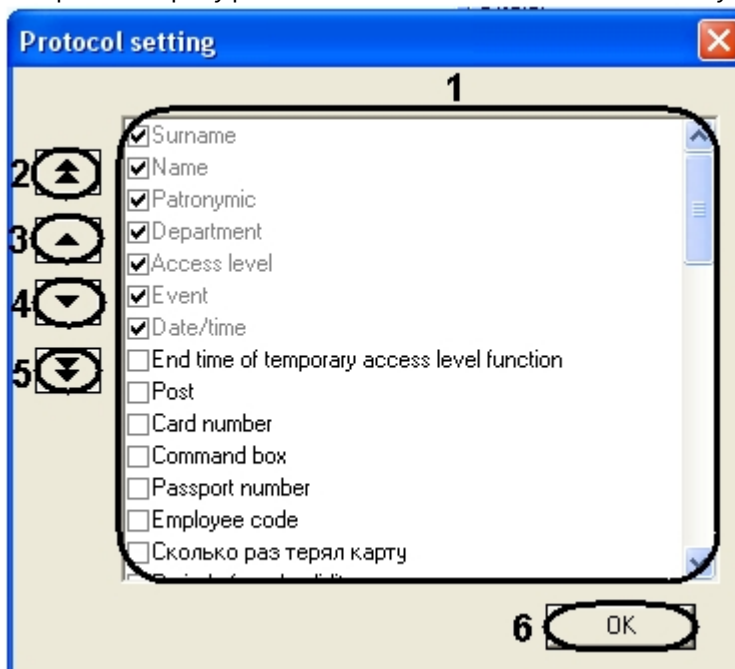 Protocol setting
1
Surname
2
Name
Patronymic
3
Department
Access level
4
Event
Date/time
5
End time of temporary access level function
Post
Card number
Command box
Passport number
Employee code
Сколько раз терял карту
6
OK